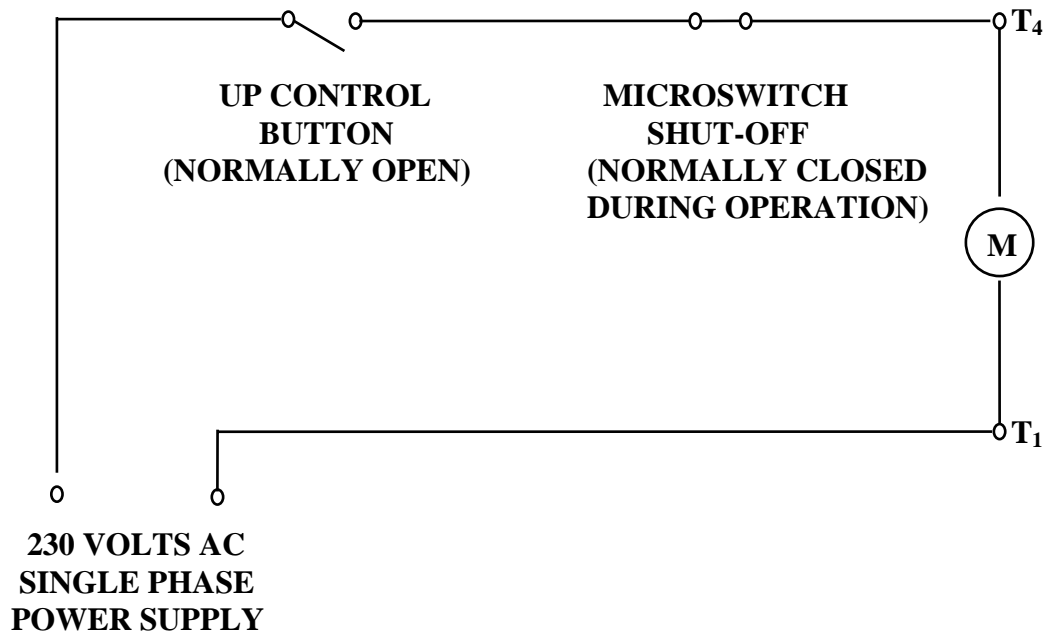 T₄
UP CONTROL
BUTTON
(NORMALLY OPEN)
MICROSWITCH
SHUT-OFF
(NORMALLY CLOSED
DURING OPERATION)
M
T₁
230 VOLTS AC
SINGLE PHASE
POWER SUPPLY